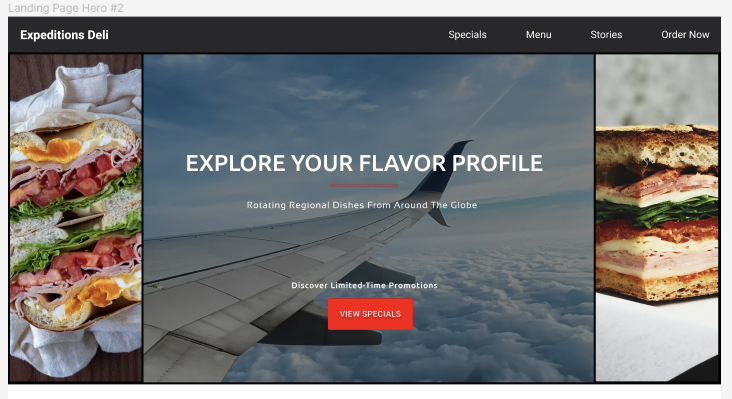 Landing Page Hero #2
Expeditions Deli
Specials
Menu
Stories
Order Now
EXPLORE YOUR FLAVOR PROFILE
Rotating Regional Dishes From Around The Globe
Discover Limited-Time Promotions
VIEW SPECIALS